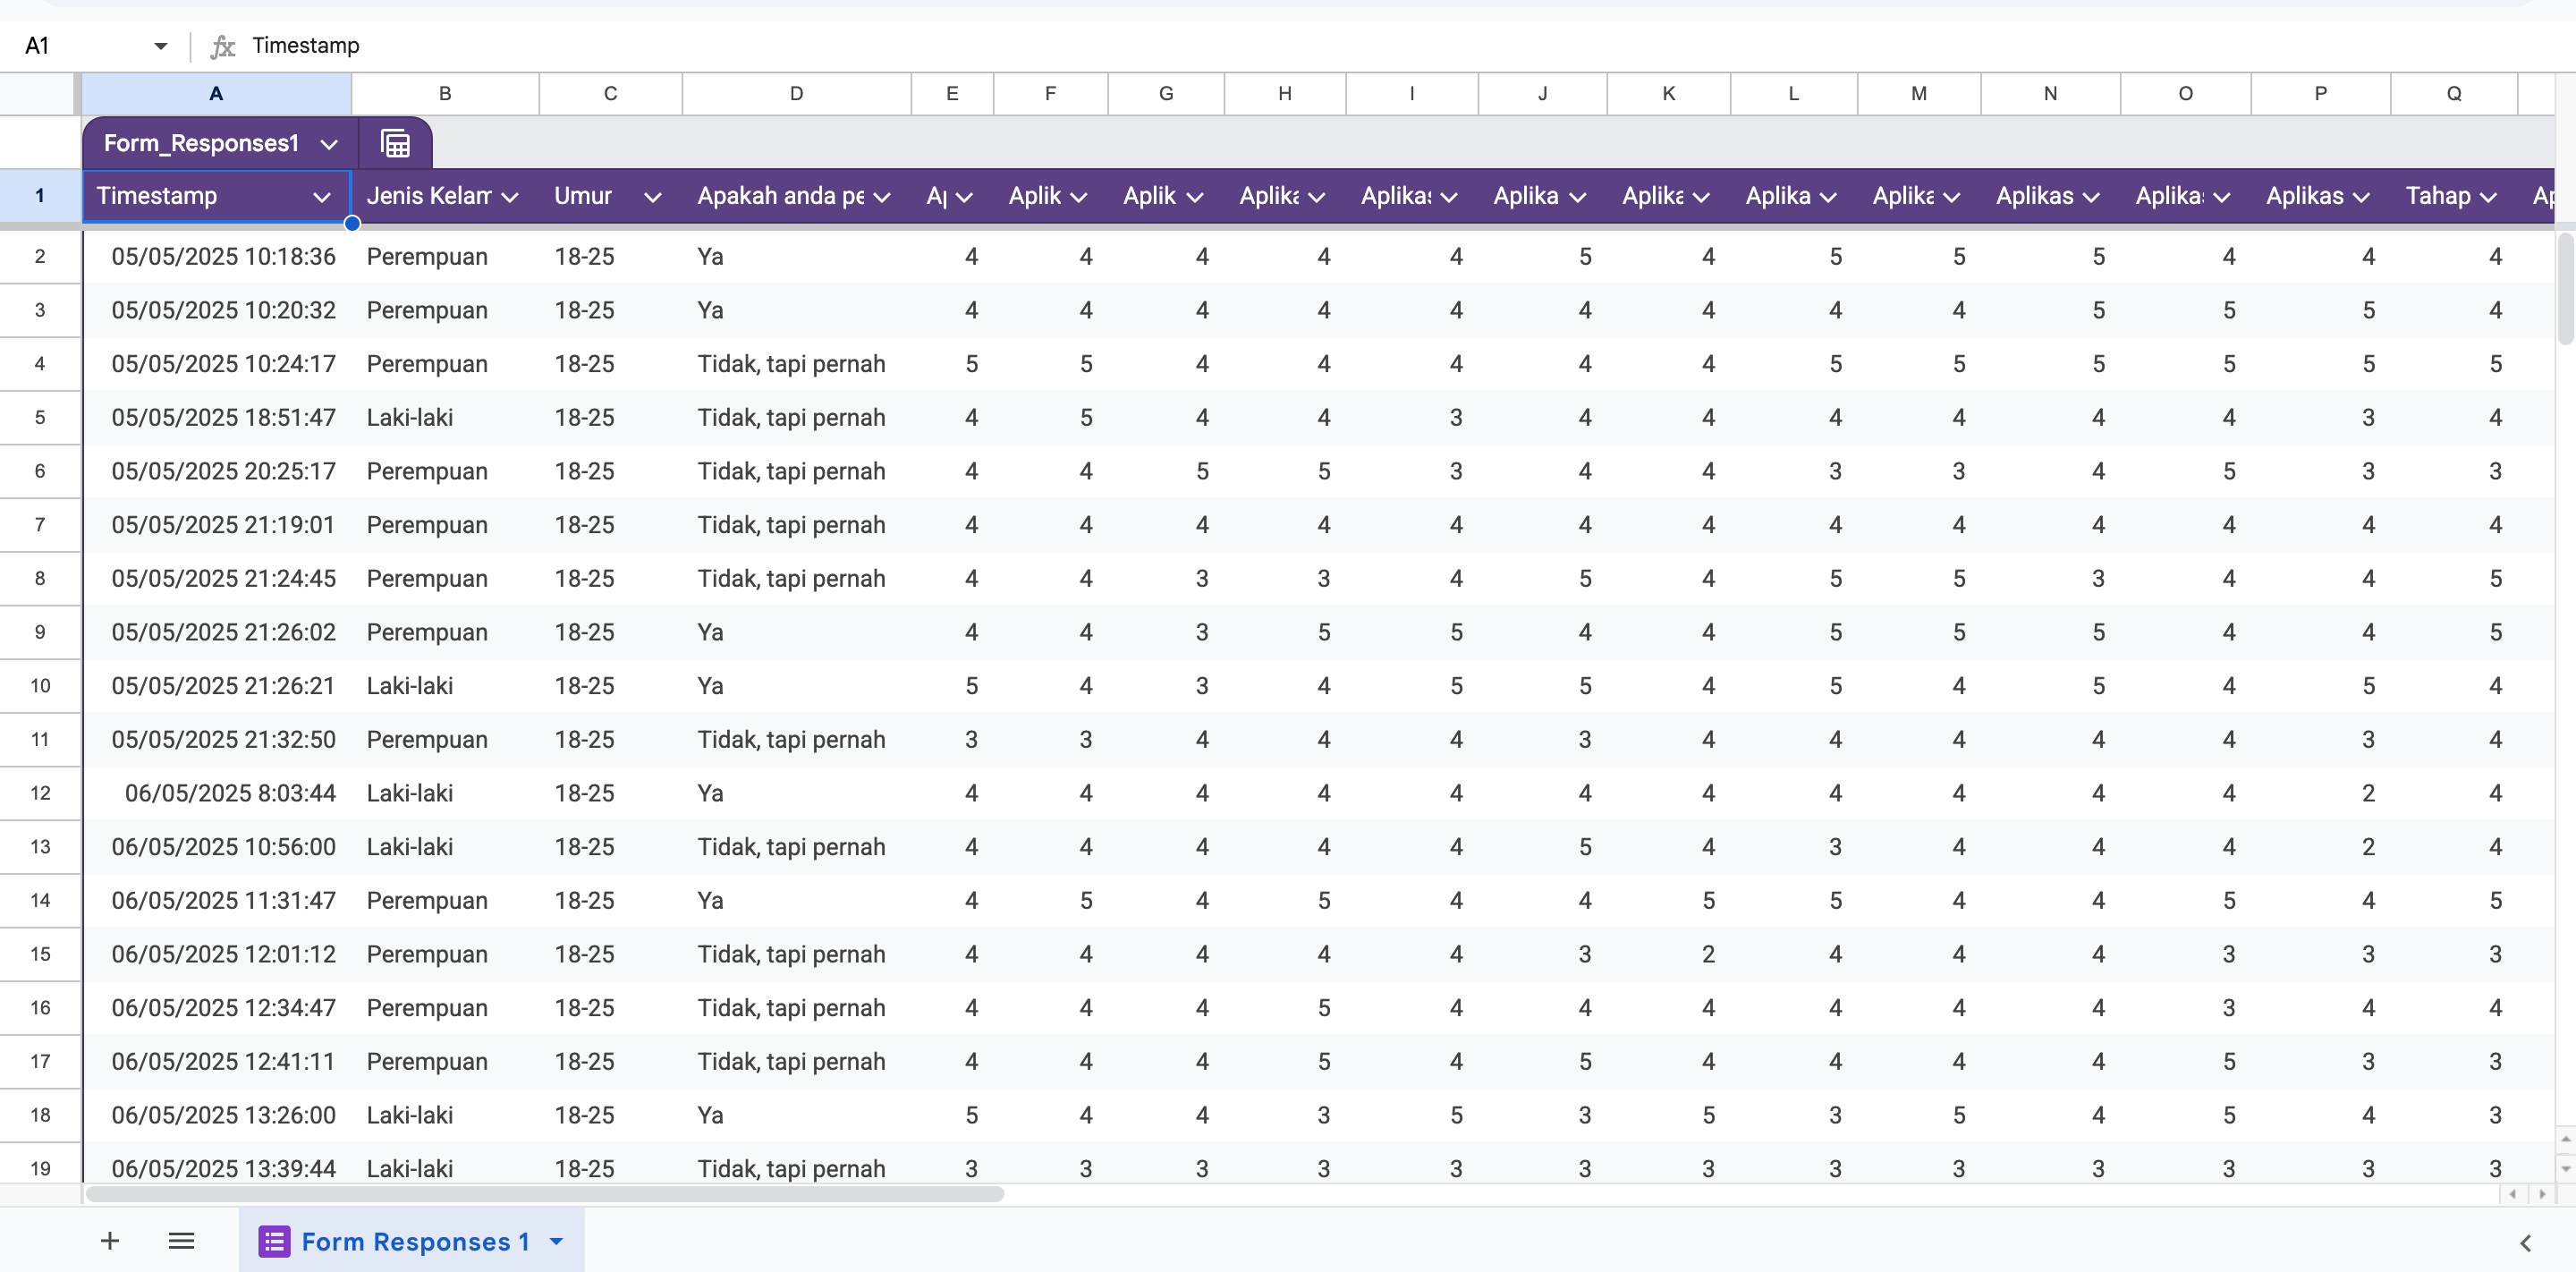 A1 fx Timestamp
A B C D E F G H I J K L M N O P Q
Form_Responses1
1 Timestamp Jenis Kelam Umur Apakah anda pe Ap Aplik Aplik Aplika Aplikas Aplika Aplika Aplika Aplika Aplikas Aplikas Aplikas Tahap Ap
2 05/05/2025 10:18:36 Perempuan 18-25 Ya 4 4 4 4 4 5 4 5 5 5 4 4 4
3 05/05/2025 10:20:32 Perempuan 18-25 Ya 4 4 4 4 4 4 4 4 4 5 5 5 4
4 05/05/2025 10:24:17 Perempuan 18-25 Tidak, tapi pernah 5 5 4 4 4 4 4 5 5 5 5 5 5
5 05/05/2025 18:51:47 Laki-laki 18-25 Tidak, tapi pernah 4 5 4 4 3 4 4 4 4 4 4 3 4
6 05/05/2025 20:25:17 Perempuan 18-25 Tidak, tapi pernah 4 4 5 5 3 4 4 3 3 4 5 3 3
7 05/05/2025 21:19:01 Perempuan 18-25 Tidak, tapi pernah 4 4 4 4 4 4 4 4 4 4 4 4 4
8 05/05/2025 21:24:45 Perempuan 18-25 Tidak, tapi pernah 4 4 3 3 4 5 4 5 5 3 4 4 5
9 05/05/2025 21:26:02 Perempuan 18-25 Ya 4 4 3 5 5 4 4 5 5 5 4 4 5
10 05/05/2025 21:26:21 Laki-laki 18-25 Ya 5 4 3 4 5 5 4 5 4 5 4 5 4
11 05/05/2025 21:32:50 Perempuan 18-25 Tidak, tapi pernah 3 3 4 4 4 3 4 4 4 4 4 3 4
12 06/05/2025 8:03:44 Laki-laki 18-25 Ya 4 4 4 4 4 4 4 4 4 4 4 2 4
13 06/05/2025 10:56:00 Laki-laki 18-25 Tidak, tapi pernah 4 4 4 4 4 5 4 3 4 4 4 2 4
14 06/05/2025 11:31:47 Perempuan 18-25 Ya 4 5 4 5 4 4 5 5 4 4 5 4 5
15 06/05/2025 12:01:12 Perempuan 18-25 Tidak, tapi pernah 4 4 4 4 4 3 2 4 4 4 3 3 3
16 06/05/2025 12:34:47 Perempuan 18-25 Tidak, tapi pernah 4 4 4 5 4 4 4 4 4 4 3 4 4
17 06/05/2025 12:41:11 Perempuan 18-25 Tidak, tapi pernah 4 4 4 5 4 5 4 4 4 4 5 3 3
18 06/05/2025 13:26:00 Laki-laki 18-25 Ya 5 4 4 3 5 3 5 3 5 4 5 4 3
19 06/05/2025 13:39:44 Laki-laki 18-25 Tidak, tapi pernah 3 3 3 3 3 3 3 3 3 3 3 3 3
Form Responses 1